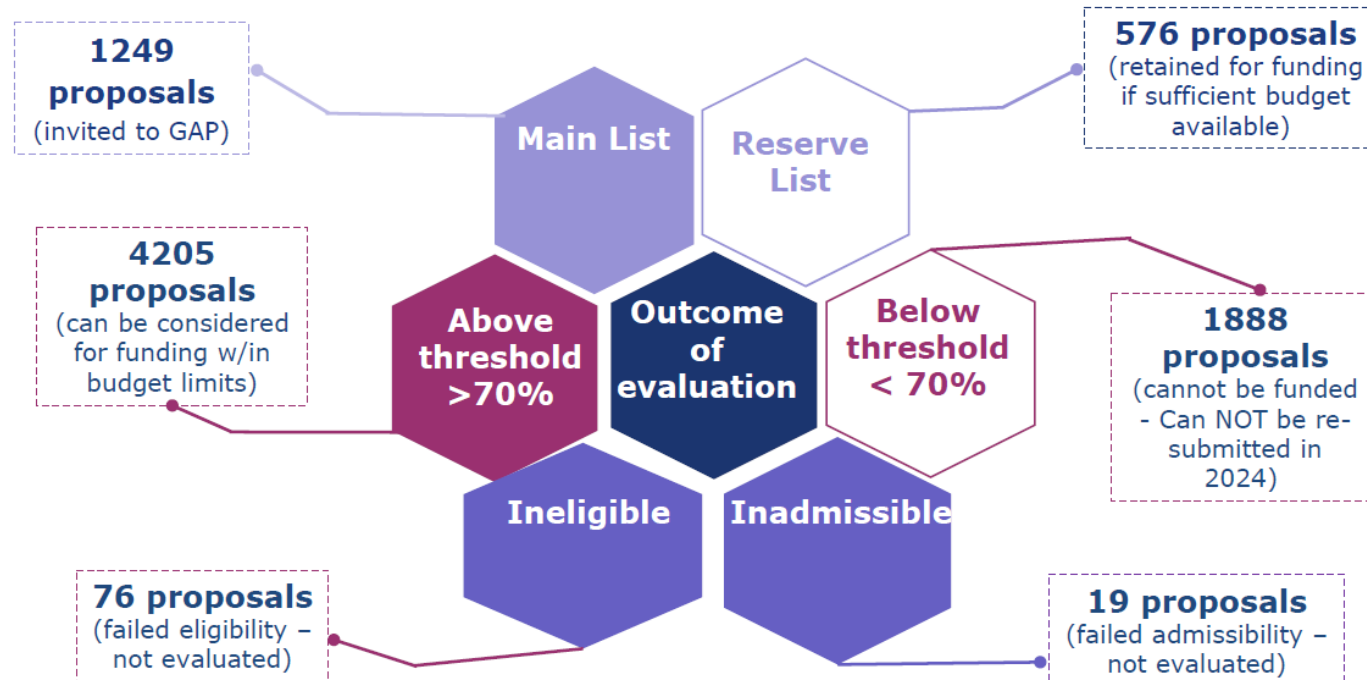 1249
proposals
(invited to GAP)
Main List
Reserve
List
576 proposals
(retained for funding
if sufficient budget
available)
4205
proposals
(can be considered
for funding w/in
budget limits)
Above
threshold
>70%
Outcome
of
evaluation
Below
threshold
< 70%
1888
proposals
(cannot be funded
- Can NOT be re-
submitted in
2024)
Ineligible
Inadmissible
76 proposals
(failed eligibility –
not evaluated)
19 proposals
(failed admissibility –
not evaluated)